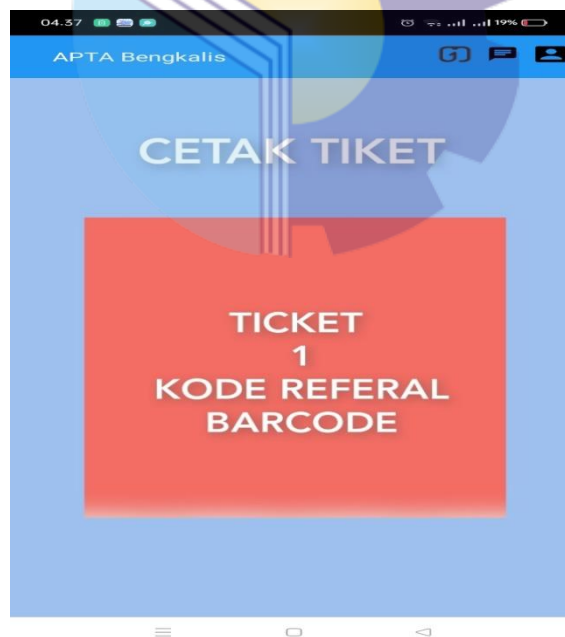 04.37
19%
APTA Bengkalis
CETAK TIKET
TICKET
1
KODE REFERAL
BARCODE